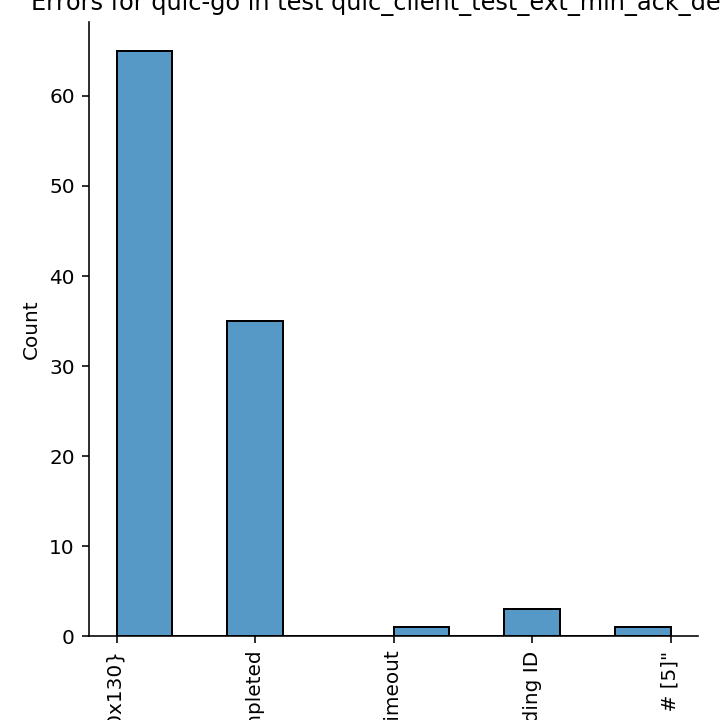 Errors for quic-go in test quic_client_test_ext_min_ack_de
Count
60
50
40
30
20
10
0
0x130}
mpleted
imeout
ding ID
# [5]"